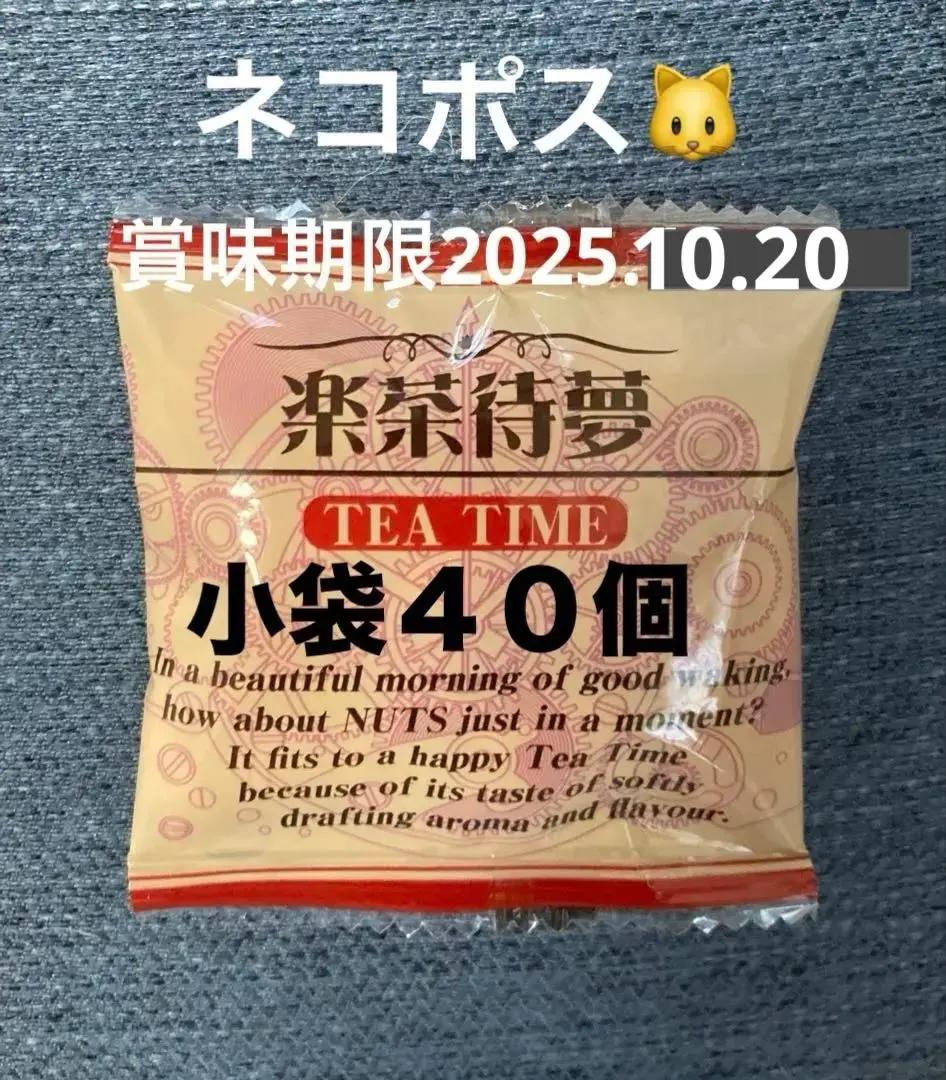 ネコポス🐱
賞味期限2025.10.20
楽茶待夢
TEA TIME
小袋40個
In a beautiful morning of good waking,
how about NUTS just in a moment?
It fits to a happy Tea Time
because of its taste of softly
drafting aroma and flavour.